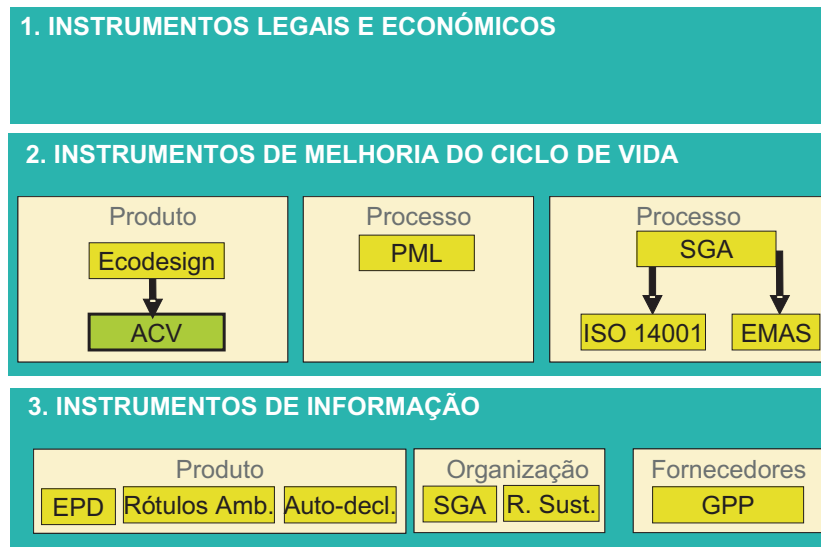 1. INSTRUMENTOS LEGAIS E ECONÓMICOS
2. INSTRUMENTOS DE MELHORIA DO CICLO DE VIDA
Produto
Ecodesign
ACV
Processo
PML
Processo
SGA
ISO 14001
EMAS
3. INSTRUMENTOS DE INFORMAÇÃO
Produto
EPD
Rótulos Amb.
Auto-decl.
Organização
SGA
R. Sust.
Fornecedores
GPP